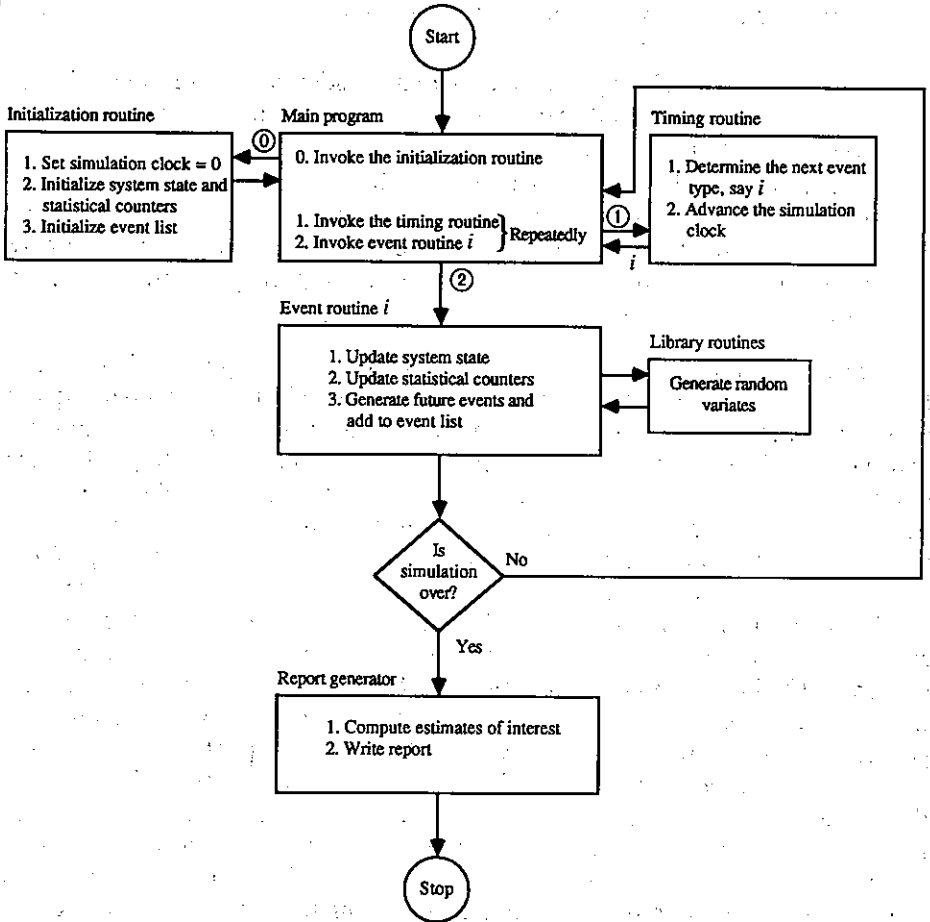 Start
Initialization routine
1. Set simulation clock = 0
2. Initialize system state and
statistical counters
3. Initialize event list
0
Main program
0. Invoke the initialization routine
1. Invoke the timing routine
2. Invoke event routine i
Repeatedly
1
i
Timing routine
1. Determine the next event
type, say i
2. Advance the simulation
clock
2
Event routine i
1. Update system state
2. Update statistical counters
3. Generate future events and
add to event list
Library routines
Generate random
variates
Is
simulation
over?
No
Yes
Report generator
1. Compute estimates of interest
2. Write report
Stop